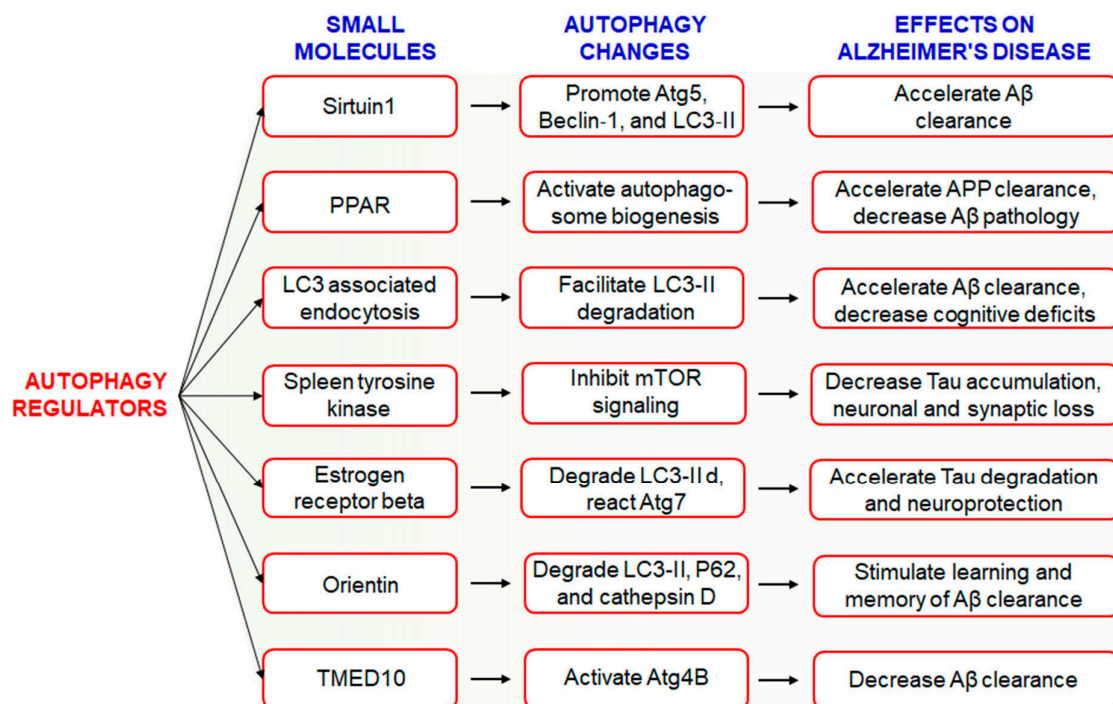 SMALL
MOLECULES
AUTOPHAGY
CHANGES
EFFECTS ON
ALZHEIMER'S DISEASE
AUTOPHAGY
REGULATORS
Sirtuin1
Promote Atg5,
Beclin-1, and LC3-II
Accelerate Aβ
clearance
PPAR
Activate autophago-
some biogenesis
Accelerate APP clearance,
decrease Aβ pathology
LC3 associated
endocytosis
Facilitate LC3-II
degradation
Accelerate Aβ clearance,
decrease cognitive deficits
Spleen tyrosine
kinase
Inhibit mTOR
signaling
Decrease Tau accumulation,
neuronal and synaptic loss
Estrogen
receptor beta
Degrade LC3-II d,
react Atg7
Accelerate Tau degradation
and neuroprotection
Orientin
Degrade LC3-II, P62,
and cathepsin D
Stimulate learning and
memory of Aβ clearance
TMED10
Activate Atg4B
Decrease Aβ clearance